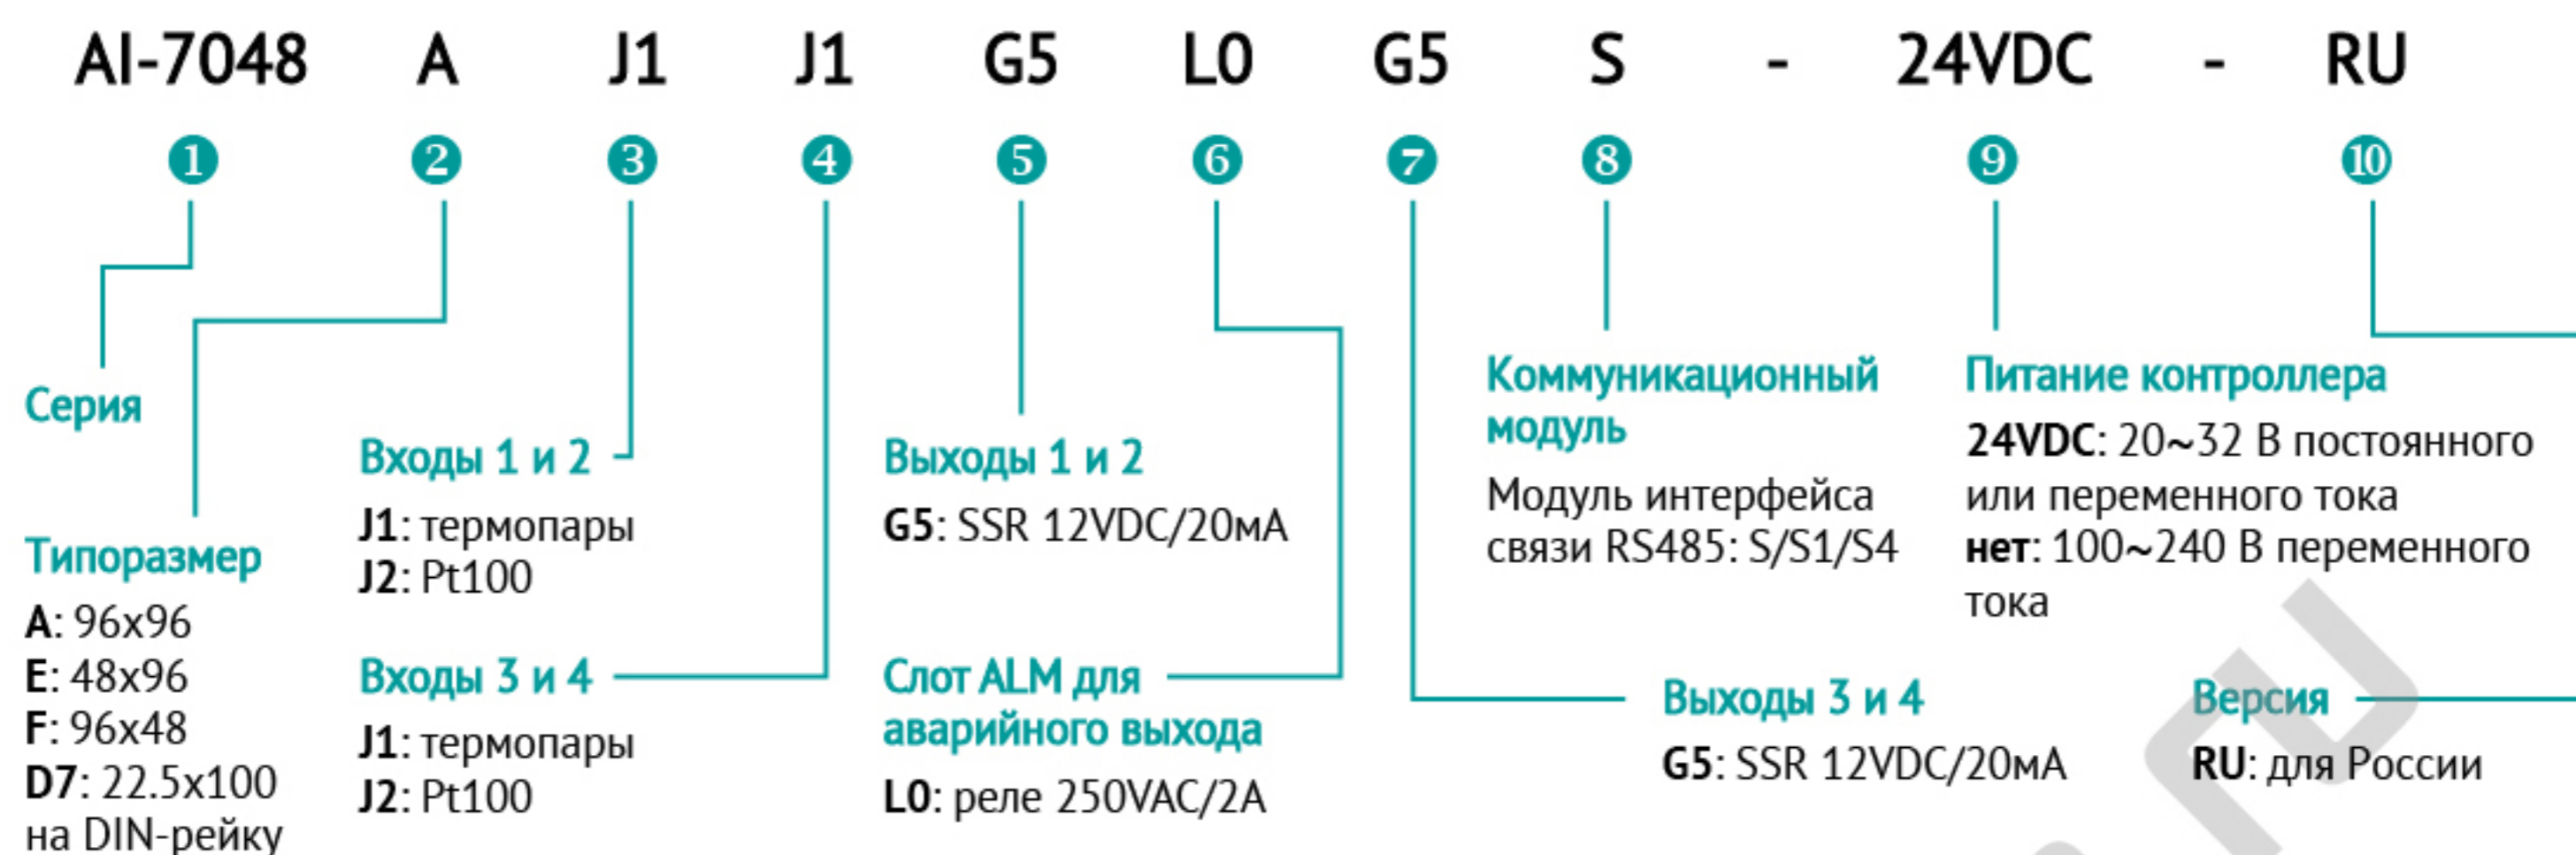 AI-7048 A J1 J1 G5 L0 G5 S - 24VDC - RU
1 2 3 4 5 6 7 8 9 10
Серия
Типоразмер
A: 96x96
E: 48x96
F: 96x48
D7: 22.5x100
на DIN-рейку
Входы 1 и 2
J1: термопары
J2: Pt100
Входы 3 и 4
J1: термопары
J2: Pt100
Выходы 1 и 2
G5: SSR 12VDC/20мА
Слот ALM для
аварийного выхода
L0: реле 250VAC/2A
Коммуникационный
модуль
Модуль интерфейса
связи RS485: S/S1/S4
Питание контроллера
24VDC: 20~32 В постоянного
или переменного тока
нет: 100~240 В переменного
тока
Выходы 3 и 4
G5: SSR 12VDC/20мА
Версия
RU: для России